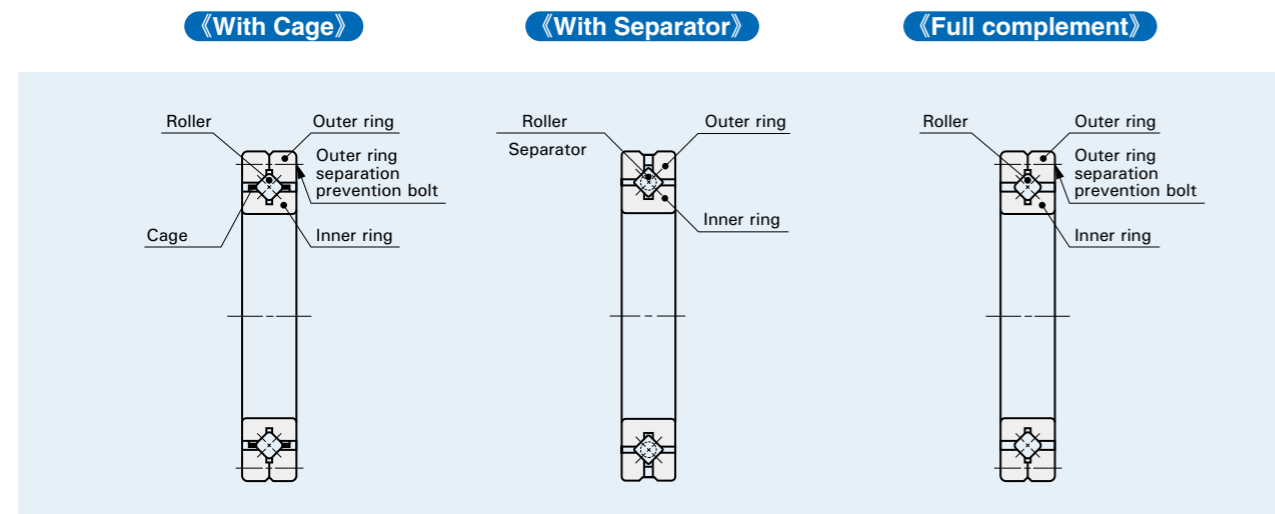 《With Cage》
《With Separator》
《Full complement》
Roller
Outer ring
Outer ring
separation
prevention bolt
Cage
Inner ring
Roller
Separator
Outer ring
Inner ring
Roller
Outer ring
Outer ring
separation
prevention bolt
Inner ring